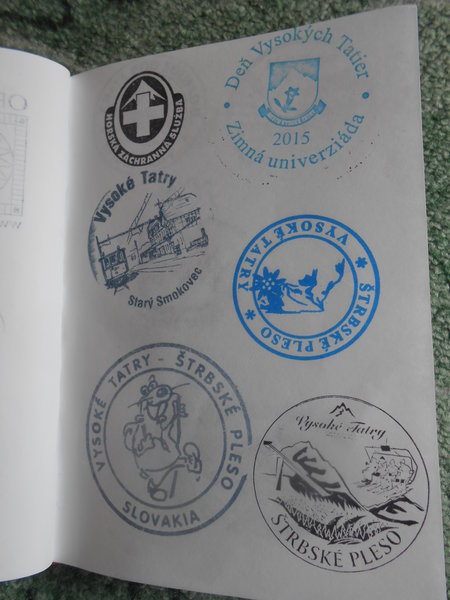 HORSKÁ ZÁCHRANNÁ SLUŽBA
Deň Vysokých Tatier
2015
Zimná univerziáda
Vysoké Tatry
Starý Smokovec
VYSOKÉ TATRY
ŠTRBSKÉ PLESO
VYSOKÉ TATRY - ŠTRBSKÉ PLESO
SLOVAKIA
Vysoké Tatry
ŠTRBSKÉ PLESO